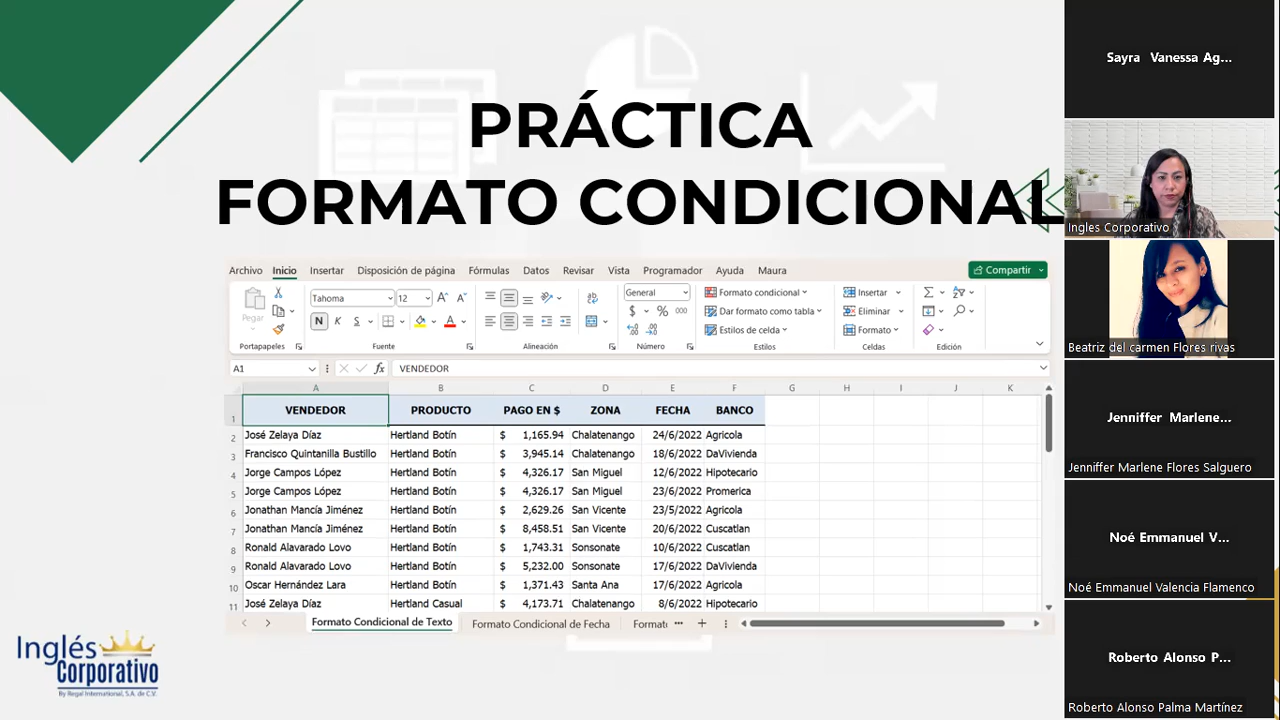 PRÁCTICA
FORMATO CONDICIONAL
Archivo Inicio Insertar Disposición de página Fórmulas Datos Revisar Vista Programador Ayuda Maura Compartir
Pegar Tahoma 12 General Formato condicional Insertar
N K S $ % 000 Dar formato como tabla Eliminar
Estilos de celda Formato
Portapapeles Fuente Alineación Número Estilos Celdas Edición
A1 fx VENDEDOR
A B C D E F G H I J K
1 VENDEDOR PRODUCTO PAGO EN $ ZONA FECHA BANCO
2 José Zelaya Díaz Hertland Botín $ 1,165.94 Chalatenango 24/6/2022 Agricola
3 Francisco Quintanilla Bustillo Hertland Botín $ 3,945.14 Chalatenango 18/6/2022 DaVivienda
4 Jorge Campos López Hertland Botín $ 4,326.17 San Miguel 12/6/2022 Hipotecario
5 Jorge Campos López Hertland Botín $ 4,326.17 San Miguel 23/6/2022 Promerica
6 Jonathan Mancía Jiménez Hertland Botín $ 2,629.26 San Vicente 23/5/2022 Agricola
7 Jonathan Mancía Jiménez Hertland Botín $ 8,458.51 San Vicente 20/6/2022 Cuscatlan
8 Ronald Alavarado Lovo Hertland Botín $ 1,743.31 Sonsonate 10/6/2022 Cuscatlan
9 Ronald Alavarado Lovo Hertland Botín $ 5,232.00 Sonsonate 17/6/2022 DaVivienda
10 Oscar Hernández Lara Hertland Botín $ 1,371.43 Santa Ana 17/6/2022 Agricola
11 José Zelaya Díaz Hertland Casual $ 4,173.71 Chalatenango 8/6/2022 Hipotecario
Formato Condicional de Texto Formato Condicional de Fecha Formato ...
Inglés
Corporativo
By Regal International, S.A. de C.V.
Sayra Vanessa Ag...
Ingles Corporativo
Beatriz del carmen Flores rivas
Jenniffer Marlene...
Jenniffer Marlene Flores Salguero
Noé Emmanuel V...
Noé Emmanuel Valencia Flamenco
Roberto Alonso P...
Roberto Alonso Palma Martínez